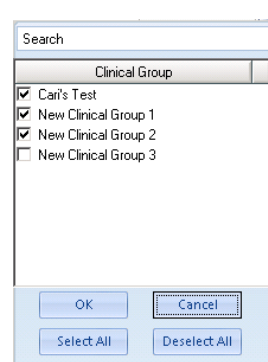 Search
Clinical Group
Cari's Test
New Clinical Group 1
New Clinical Group 2
New Clinical Group 3
OK Cancel
Select All Deselect All